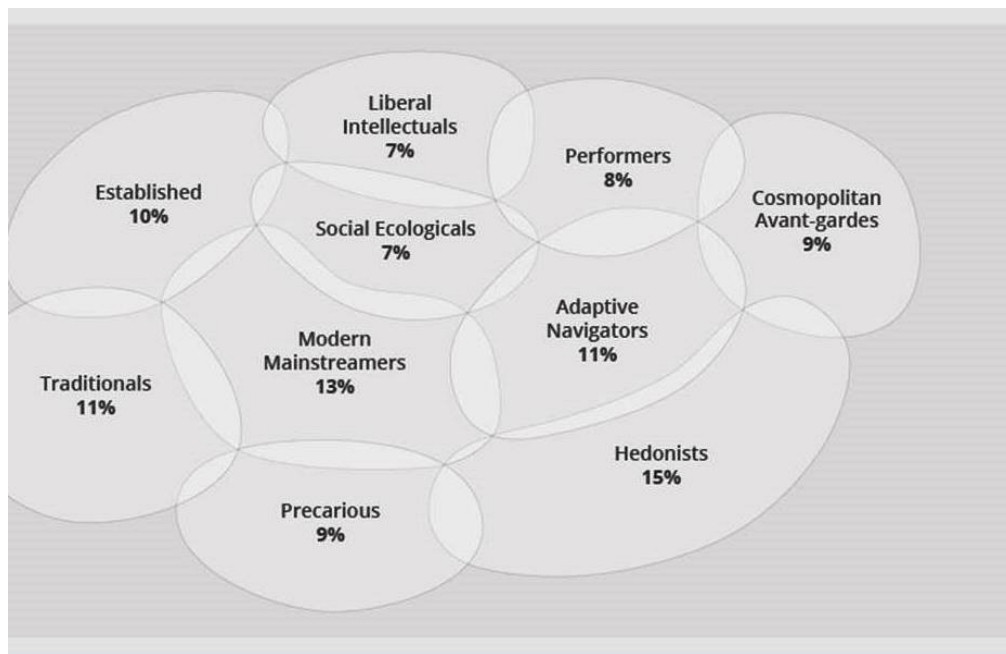 Liberal
Intellectuals
7%
Performers
8%
Established
10%
Cosmopolitan
Avant-gardes
9%
Social Ecologicals
7%
Adaptive
Navigators
11%
Modern
Mainstreamers
13%
Traditionals
11%
Hedonists
15%
Precarious
9%